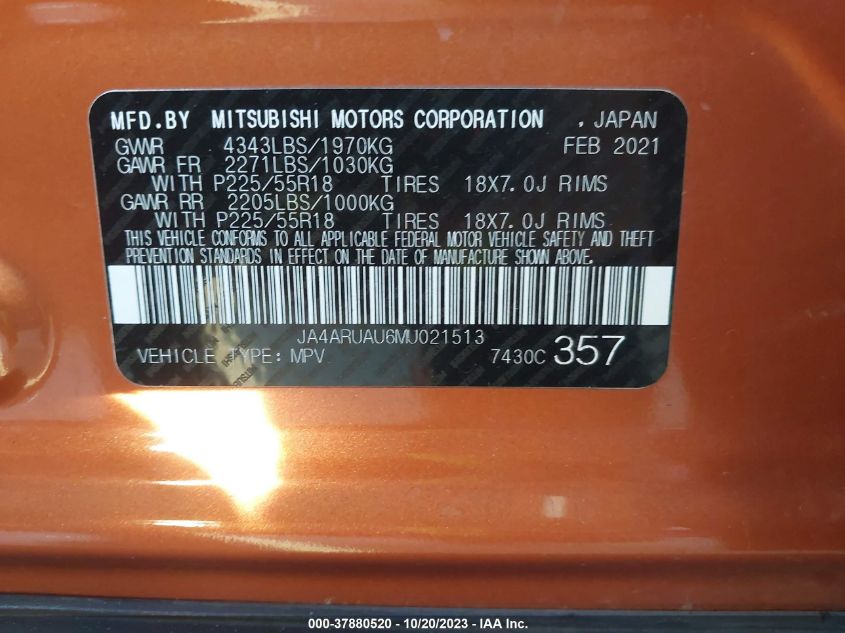 MFD.BY MITSUBISHI MOTORS CORPORATION . JAPAN
GVWR 4343LBS/1970KG FEB 2021
GAWR FR 2271LBS/1030KG
WITH P225/55R18 TIRES 18X7.0J RIMS
GAWR RR 2205LBS/1000KG
WITH P225/55R18 TIRES 18X7.0J RIMS
THIS VEHICLE CONFORMS TO ALL APPLICABLE FEDERAL MOTOR VEHICLE SAFETY AND THEFT
PREVENTION STANDARDS IN EFFECT ON THE DATE OF MANUFACTURE SHOWN ABOVE.
JA4ARUAU6MU021513
VEHICLE TYPE: MPV 7430C 357
000-37880520 - 10/20/2023 - IAA Inc.